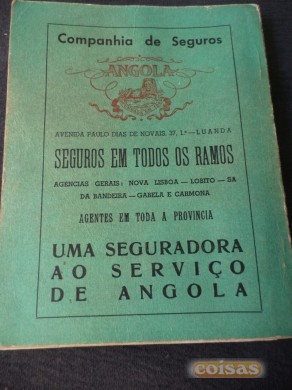 Companhia de Seguros
ANGOLA
AVENIDA PAULO DIAS DE NOVAIS, 37, 1.º — LUANDA
SEGUROS EM TODOS OS RAMOS
AGÊNCIAS GERAIS: NOVA LISBOA — LOBITO — SA
DA BANDEIRA — GABELA E CARMONA
AGENTES EM TODA A PROVINCIA
UMA SEGURADORA
AO SERVIÇO
DE ANGOLA
coisas